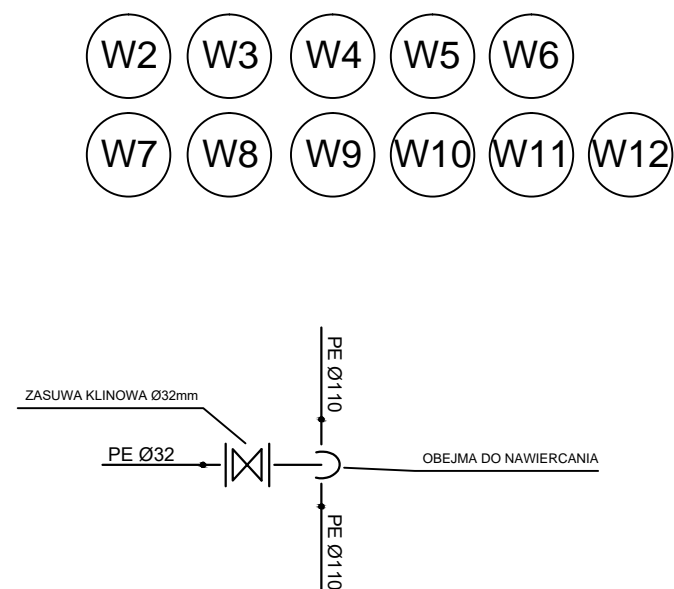 W2 W3 W4 W5 W6
W7 W8 W9 W10 W11 W12
PE Ø110
ZASUWA KLINOWA Ø32mm
PE Ø32
OBEJMA DO NAWIERCANIA
PE Ø110